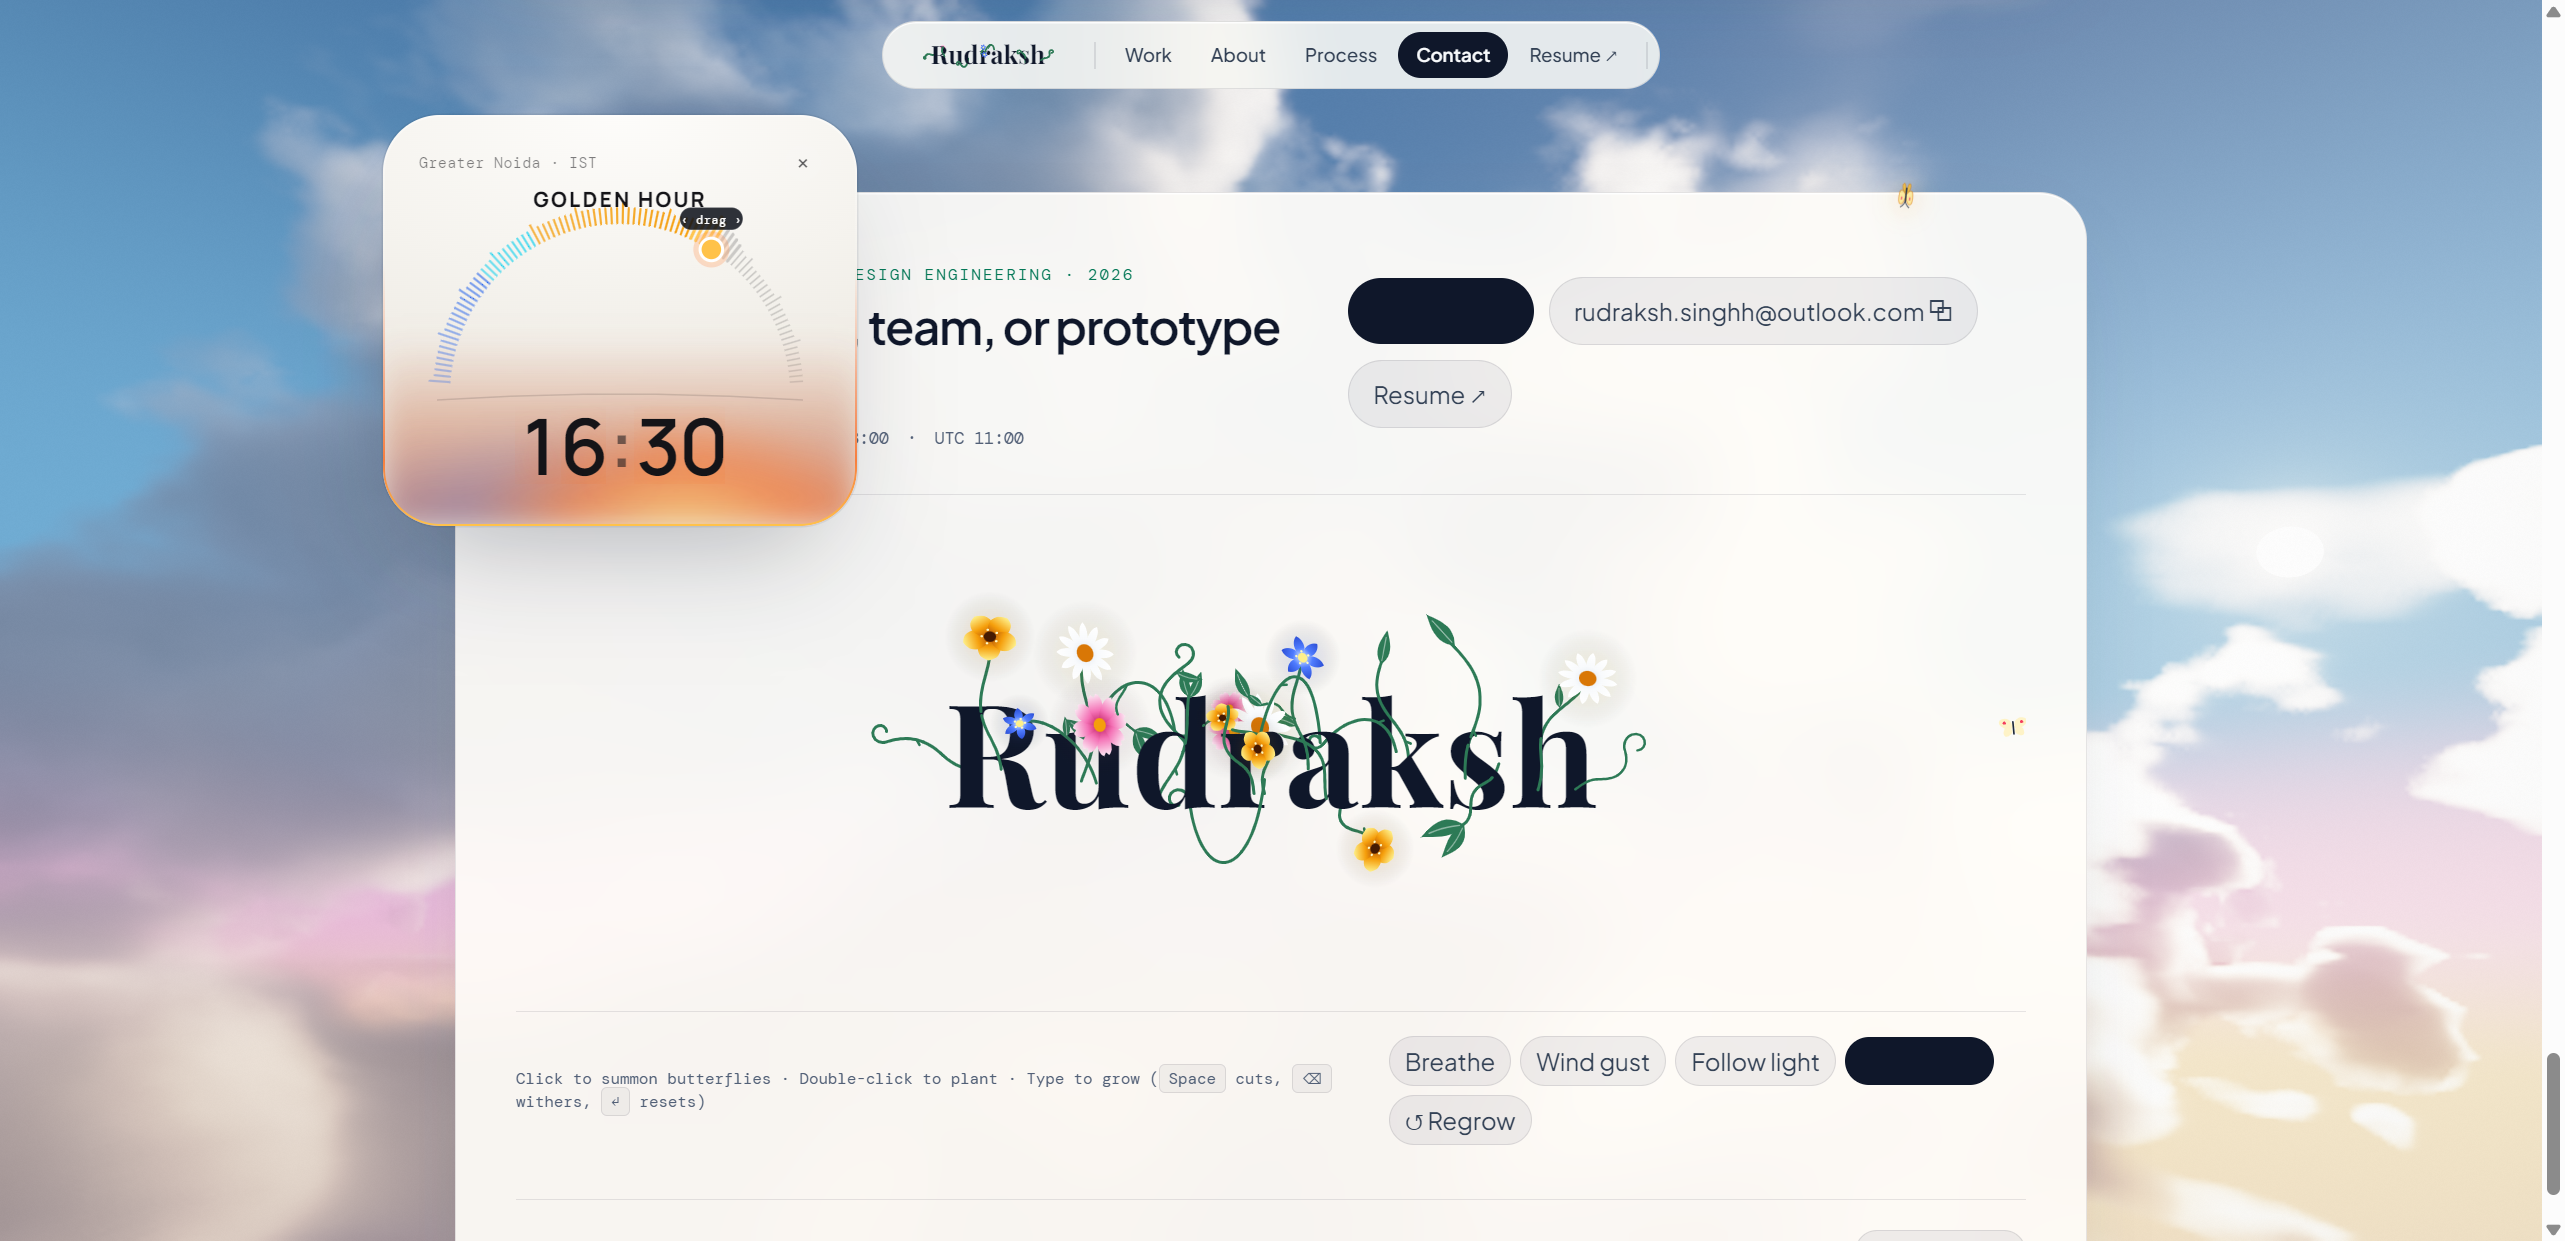 Rudraksh Work About Process Contact Resume ↗
Greater Noida · IST ×
GOLDEN HOUR
‹ drag ›
16:30
ESIGN ENGINEERING · 2026
team, or prototype
:00 · UTC 11:00
rudraksh.singhh@outlook.com
Resume ↗
Rudraksh
Click to summon butterflies · Double-click to plant · Type to grow (Space cuts, ⌫
withers, ↵ resets)
Breathe Wind gust Follow light
↺ Regrow